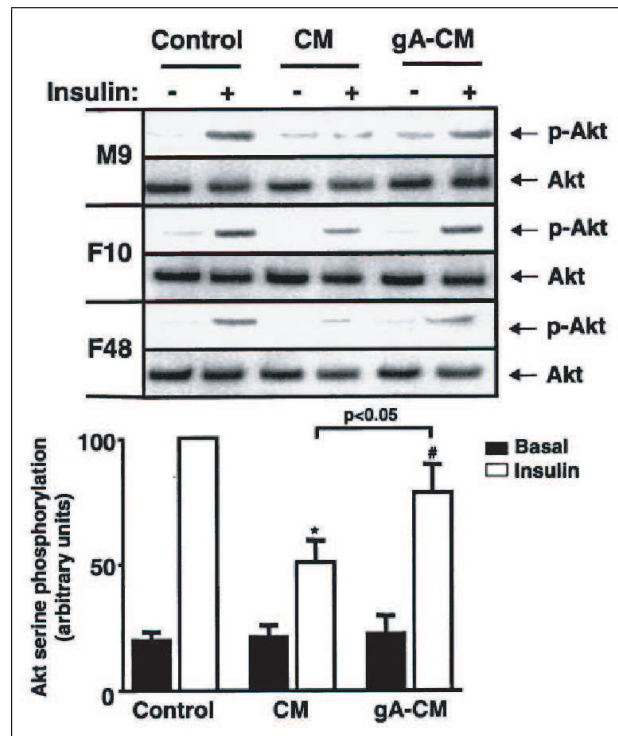 Control CM gA-CM
Insulin: - + - + - +
M9 p-Akt
Akt
F10 p-Akt
Akt
F48 p-Akt
Akt
p<0.05
Akt serine phosphorylation
(arbitrary units)
100
50
0
* #
Basal
Insulin
Control CM gA-CM